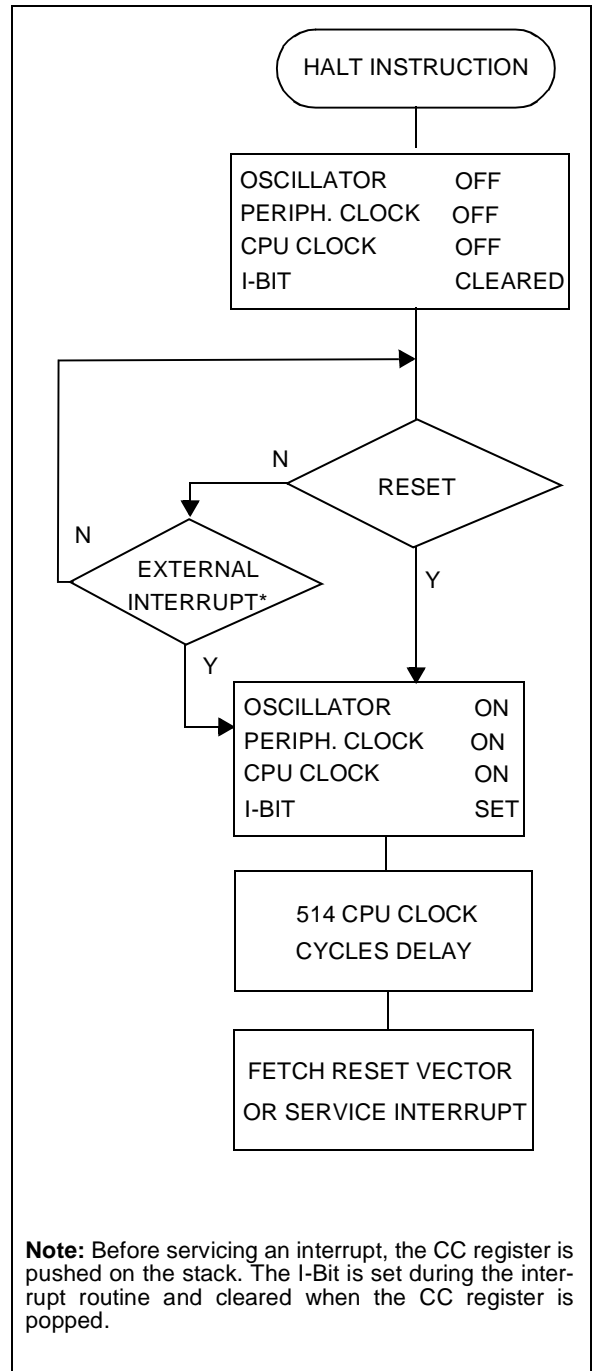 HALT INSTRUCTION
OSCILLATOR OFF
PERIPH. CLOCK OFF
CPU CLOCK OFF
I-BIT CLEARED
N
RESET
N
EXTERNAL
INTERRUPT*
Y
Y
OSCILLATOR ON
PERIPH. CLOCK ON
CPU CLOCK ON
I-BIT SET
514 CPU CLOCK
CYCLES DELAY
FETCH RESET VECTOR
OR SERVICE INTERRUPT
Note: Before servicing an interrupt, the CC register is
pushed on the stack. The I-Bit is set during the inter-
rupt routine and cleared when the CC register is
popped.